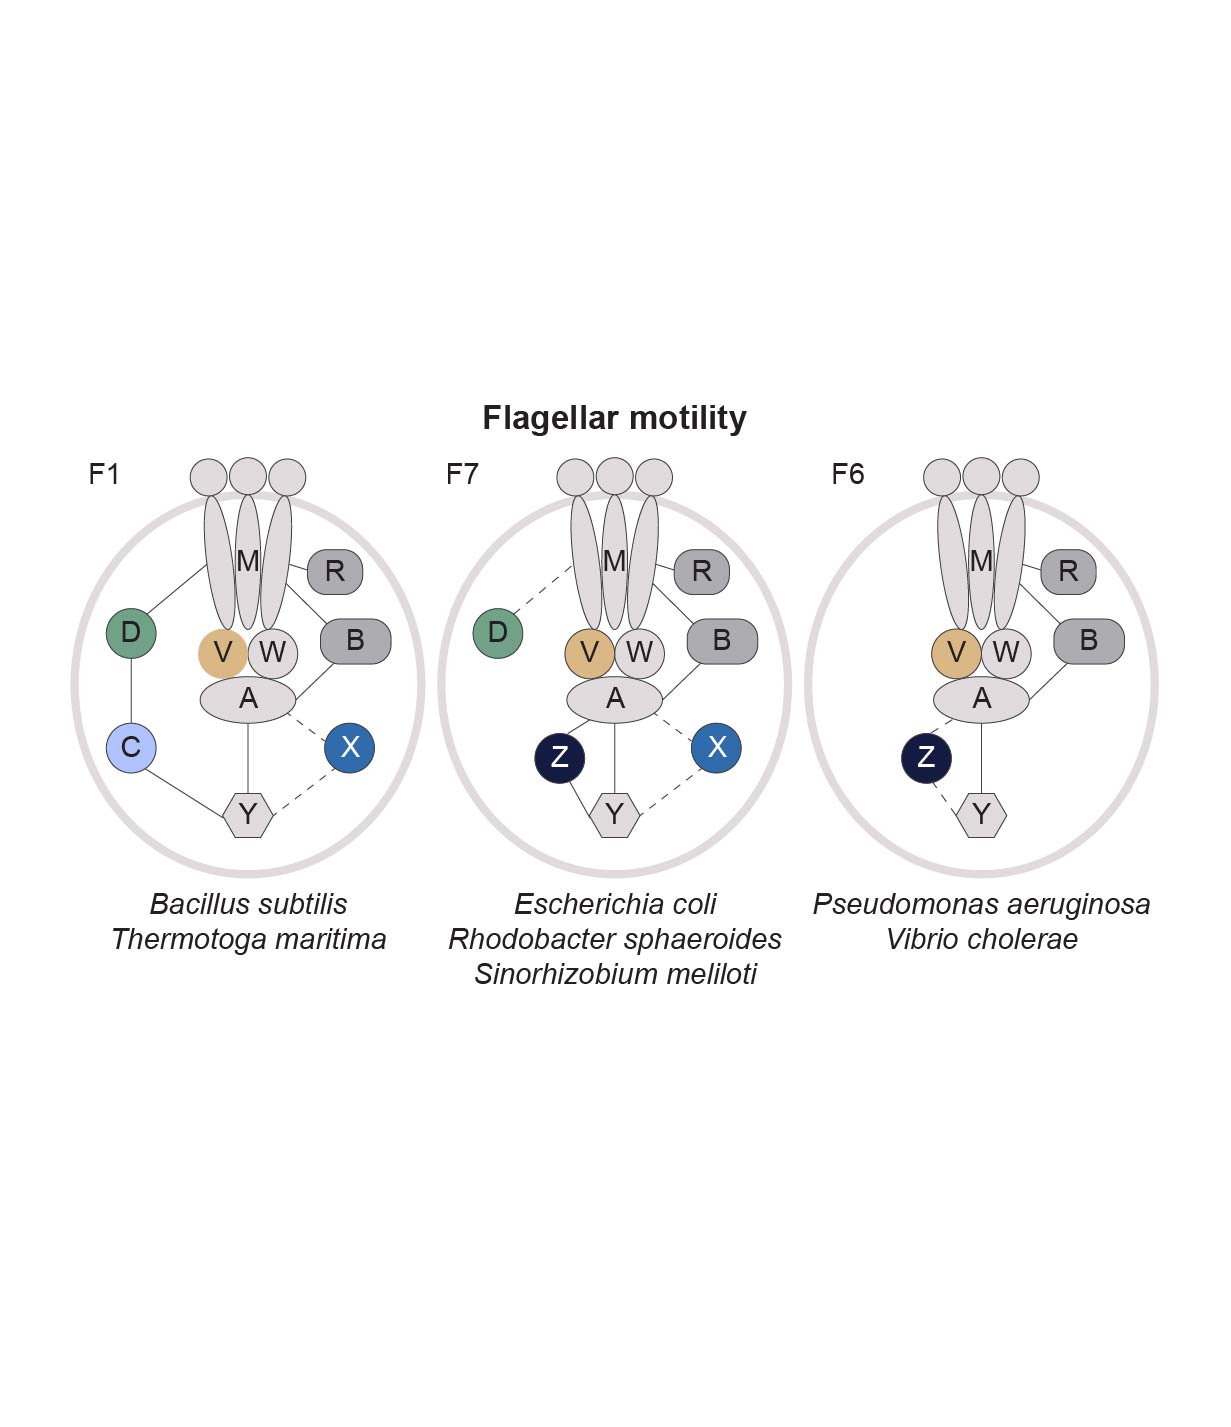 Flagellar motility
F1
M
R
D
B
V
W
A
C
X
Y
Bacillus subtilis
Thermotoga maritima
F7
M
R
D
B
V
W
A
Z
X
Y
Escherichia coli
Rhodobacter sphaeroides
Sinorhizobium meliloti
F6
M
R
B
V
W
A
Z
Y
Pseudomonas aeruginosa
Vibrio cholerae